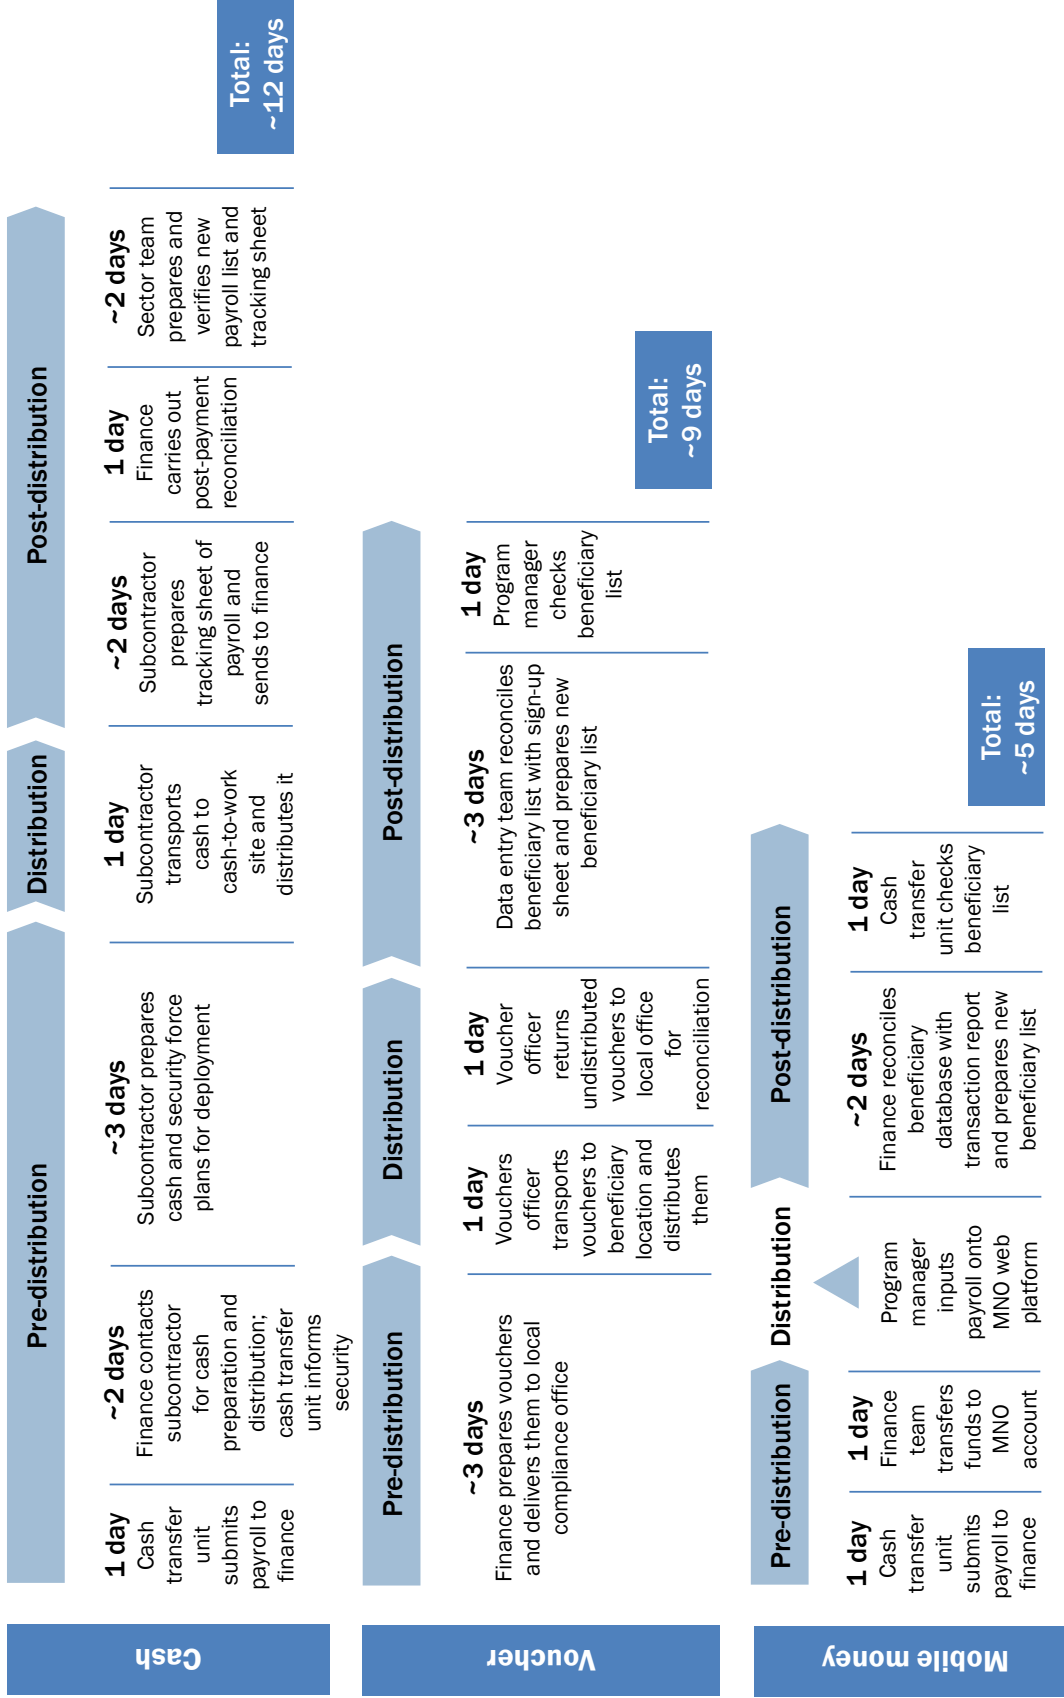 Cash
Pre-distribution
Distribution
Post-distribution
1 day
Cash
transfer
unit
submits
payroll to
finance
~2 days
Finance contacts
subcontractor
for cash
preparation and
distribution;
cash transfer
unit informs
security
~3 days
Subcontractor prepares
cash and security force
plans for deployment
1 day
Subcontractor
transports
cash to
cash-to-work
site and
distributes it
~2 days
Subcontractor
prepares
tracking sheet of
payroll and
sends to finance
1 day
Finance
carries out
post-payment
reconciliation
~2 days
Sector team
prepares and
verifies new
payroll list and
tracking sheet
Total:
~12 days
Voucher
Pre-distribution
Distribution
Post-distribution
~3 days
Finance prepares vouchers
and delivers them to local
compliance office
1 day
Vouchers
officer
transports
vouchers to
beneficiary
location and
distributes
them
1 day
Voucher
officer
returns
undistributed
vouchers to
local office
for
reconciliation
~3 days
Data entry team reconciles
beneficiary list with sign-up
sheet and prepares new
beneficiary list
1 day
Program
manager
checks
beneficiary
list
Total:
~9 days
Mobile money
Pre-distribution
Distribution
Post-distribution
1 day
Cash
transfer
unit
submits
payroll to
finance
1 day
Finance
team
transfers
funds to
MNO
account
Program
manager
inputs
payroll onto
MNO web
platform
~2 days
Finance reconciles
beneficiary
database with
transaction report
and prepares new
beneficiary list
1 day
Cash
transfer
unit checks
beneficiary
list
Total:
~5 days